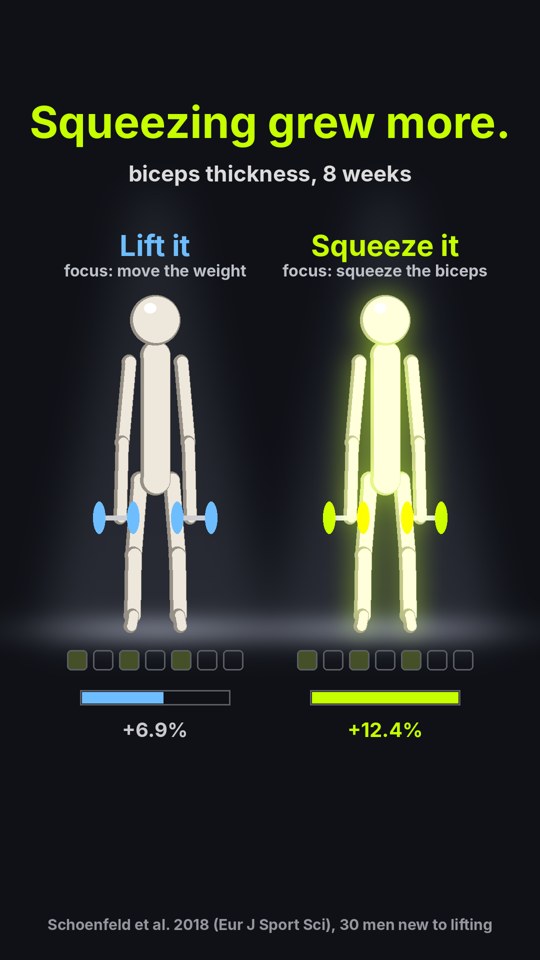 Squeezing grew more.
biceps thickness, 8 weeks
Lift it
focus: move the weight
Squeeze it
focus: squeeze the biceps
+6.9%
+12.4%
Schoenfeld et al. 2018 (Eur J Sport Sci), 30 men new to lifting